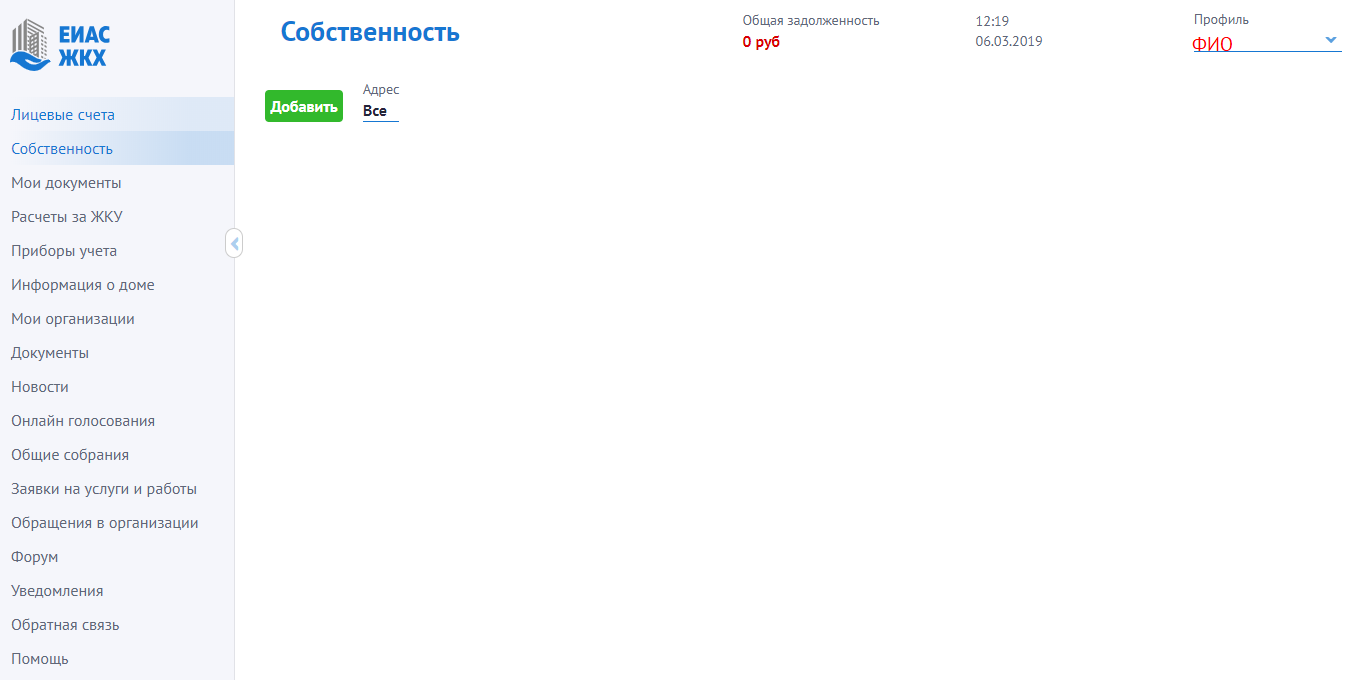 ЕИАС
ЖКХ
Собственность
Общая задолженность
0 руб
12:19
06.03.2019
Профиль
ФИО
Добавить
Адрес
Все
Лицевые счета
Собственность
Мои документы
Расчеты за ЖКУ
Приборы учета
Информация о доме
Мои организации
Документы
Новости
Онлайн голосования
Общие собрания
Заявки на услуги и работы
Обращения в организации
Форум
Уведомления
Обратная связь
Помощь